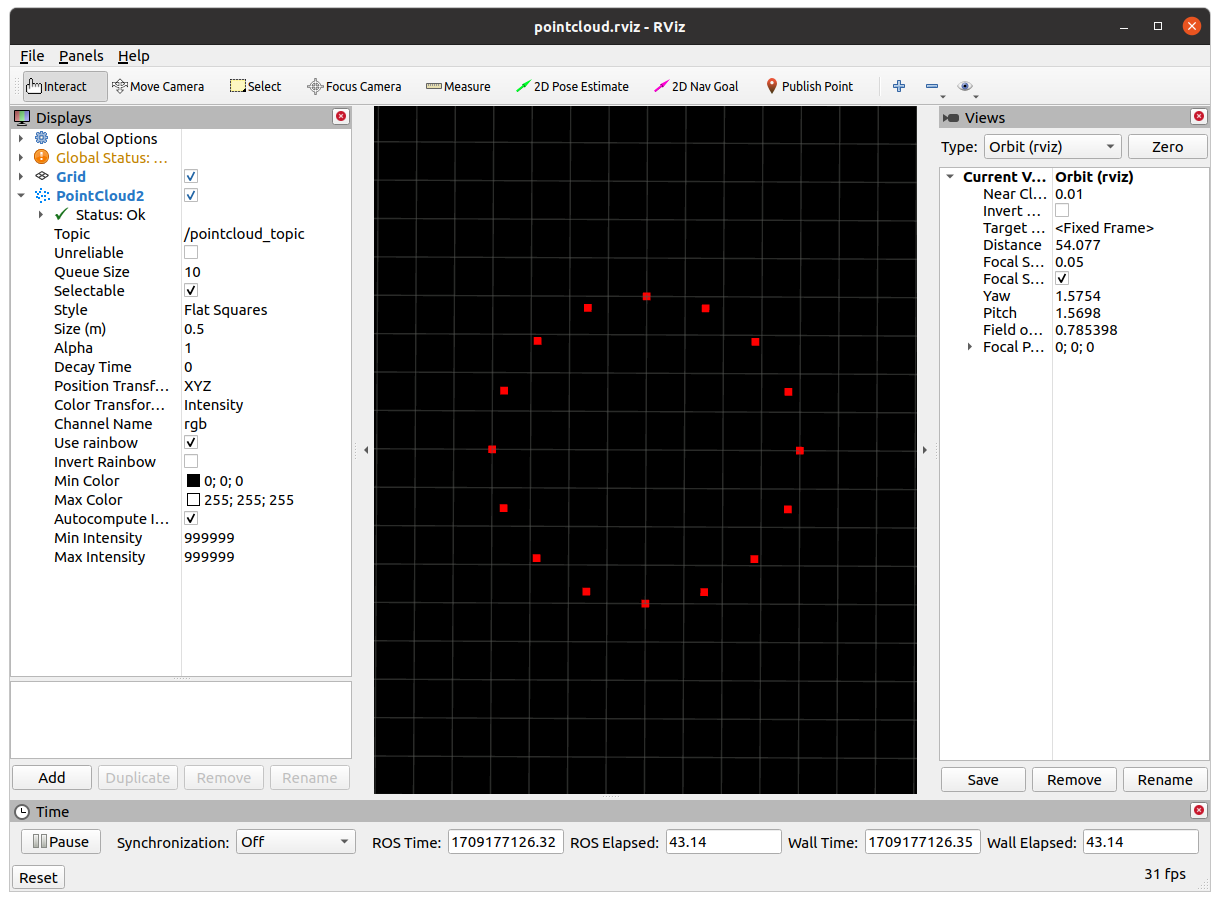 pointcloud.rviz - RViz
File Panels Help
Interact Move Camera Select Focus Camera Measure 2D Pose Estimate 2D Nav Goal Publish Point
Displays
Global Options
Global Status: ...
Grid
PointCloud2
Status: Ok
Topic /pointcloud_topic
Unreliable
Queue Size 10
Selectable
Style Flat Squares
Size (m) 0.5
Alpha 1
Decay Time 0
Position Transf... XYZ
Color Transfor... Intensity
Channel Name rgb
Use rainbow
Invert Rainbow
Min Color 0; 0; 0
Max Color 255; 255; 255
Autocompute I...
Min Intensity 999999
Max Intensity 999999
Add Duplicate Remove Rename
Views
Type: Orbit (rviz) Zero
Current V... Orbit (rviz)
Near Cl... 0.01
Invert ...
Target ... <Fixed Frame>
Distance 54.077
Focal S... 0.05
Focal S...
Yaw 1.5754
Pitch 1.5698
Field o... 0.785398
Focal P... 0; 0; 0
Save Remove Rename
Time
Pause Synchronization: Off ROS Time: 1709177126.32 ROS Elapsed: 43.14 Wall Time: 1709177126.35 Wall Elapsed: 43.14
Reset 31 fps